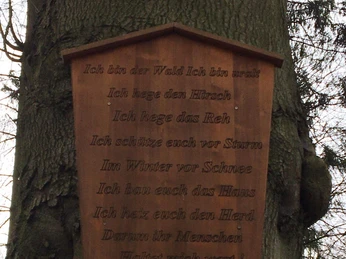 Ich bin der Wald Ich bin uralt
Ich hege den Hirsch
Ich hege das Reh
Ich schütze euch vor Sturm
Im Winter vor Schnee
Ich bau euch das Haus
Ich heiz euch den Herd
Darum ihr Menschen